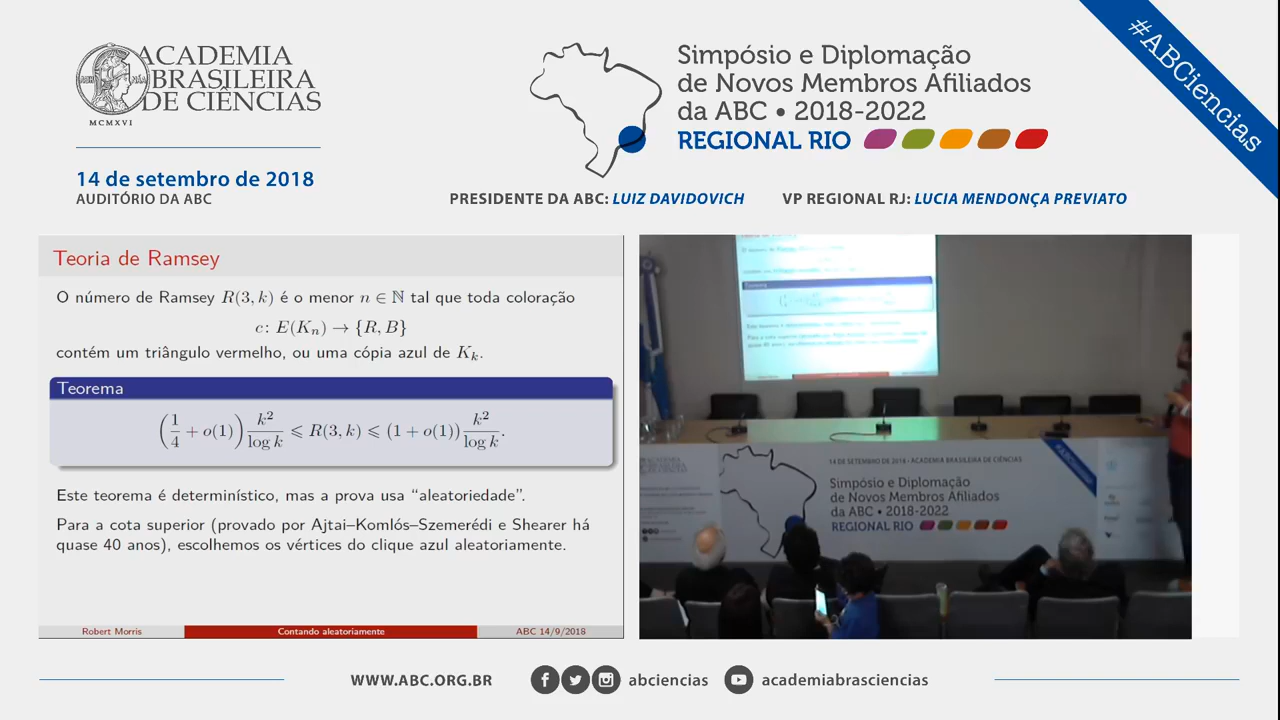 ACADEMIA
BRASILEIRA
DE CIÊNCIAS
MCMXVI
14 de setembro de 2018
AUDITÓRIO DA ABC
Simpósio e Diplomação
de Novos Membros Afiliados
da ABC • 2018-2022
REGIONAL RIO
#ABCiencias
PRESIDENTE DA ABC: LUIZ DAVIDOVICH
VP REGIONAL RJ: LUCIA MENDONÇA PREVIATO
Teoria de Ramsey
O número de Ramsey R(3, k) é o menor n ∈ ℕ tal que toda coloração
c: E(Kₙ) → {R, B}
contém um triângulo vermelho, ou uma cópia azul de Kₖ.
Teorema
(1/4 + o(1)) k²/log k ⩽ R(3, k) ⩽ (1 + o(1)) k²/log k.
Este teorema é determinístico, mas a prova usa “aleatoriedade”.
Para a cota superior (provado por Ajtai–Komlós–Szemerédi e Shearer há
quase 40 anos), escolhemos os vértices do clique azul aleatoriamente.
Robert Morris
Contando aleatoriamente
ABC 14/9/2018
14 DE SETEMBRO DE 2018 • ACADEMIA BRASILEIRA DE CIÊNCIAS
Simpósio e Diplomação
de Novos Membros Afiliados
da ABC • 2018-2022
REGIONAL RIO
WWW.ABC.ORG.BR
abciencias
academiabrasciencias